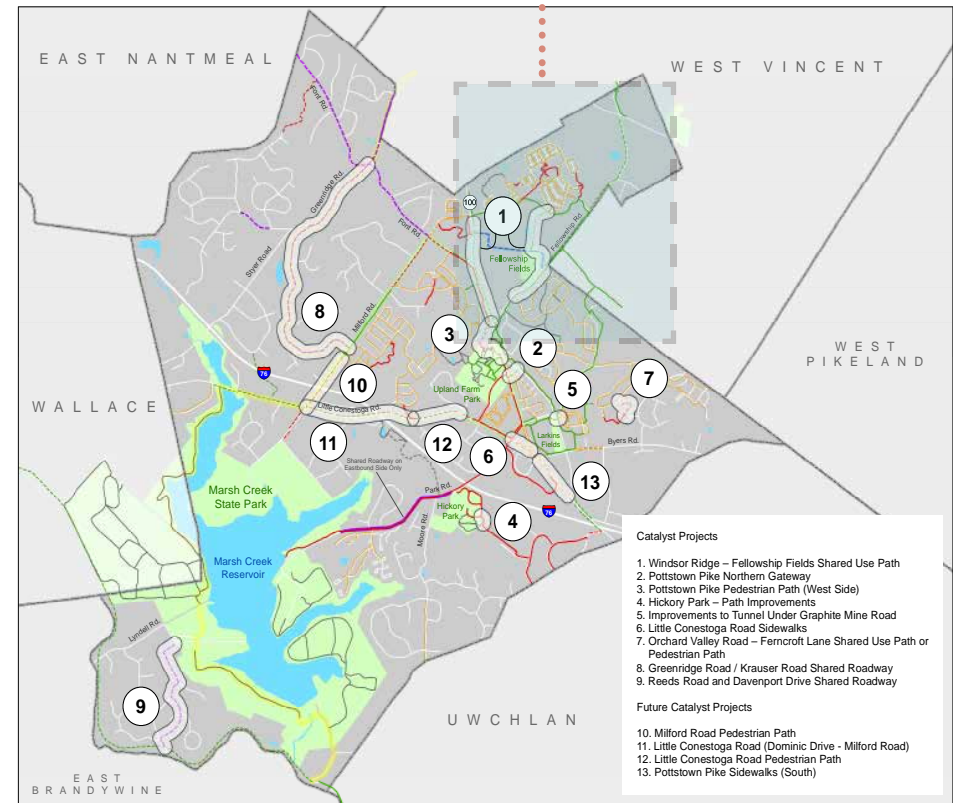 EAST NANTMEAL
WEST VINCENT
Font Rd.
Greenridge Rd.
100
1
Font Rd.
Fellowship Rd.
Fellowship
Fields
Styer Road
8
Milford Rd.
3
2
WEST
PIKELAND
76
10
Upland Farm
Park
5
7
WALLACE
Little Conestoga Rd.
11
12
6
Larkins
Fields
Byers Rd.
Shared Roadway on
Eastbound Side Only
13
Marsh Creek
State Park
Park Rd.
Hickory
Park
4
76
Moore Rd.
Marsh Creek
Reservoir
Lyndell Rd.
9
UWCHLAN
EAST
BRANDYWINE
Catalyst Projects
1. Windsor Ridge – Fellowship Fields Shared Use Path
2. Pottstown Pike Northern Gateway
3. Pottstown Pike Pedestrian Path (West Side)
4. Hickory Park – Path Improvements
5. Improvements to Tunnel Under Graphite Mine Road
6. Little Conestoga Road Sidewalks
7. Orchard Valley Road – Ferncroft Lane Shared Use Path or
Pedestrian Path
8. Greenridge Road / Krauser Road Shared Roadway
9. Reeds Road and Davenport Drive Shared Roadway
Future Catalyst Projects
10. Milford Road Pedestrian Path
11. Little Conestoga Road (Dominic Drive - Milford Road)
12. Little Conestoga Road Pedestrian Path
13. Pottstown Pike Sidewalks (South)